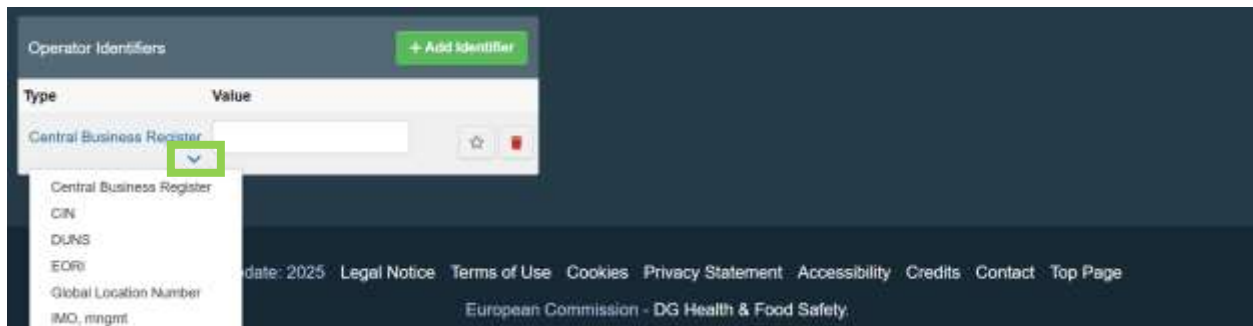 Operator Identifiers + Add Identifier
Type Value
Central Business Register
Central Business Register
CIN
DUNS
EORI
Global Location Number
IMO, mngmt
date: 2025 Legal Notice Terms of Use Cookies Privacy Statement Accessibility Credits Contact Top Page
European Commission - DG Health & Food Safety